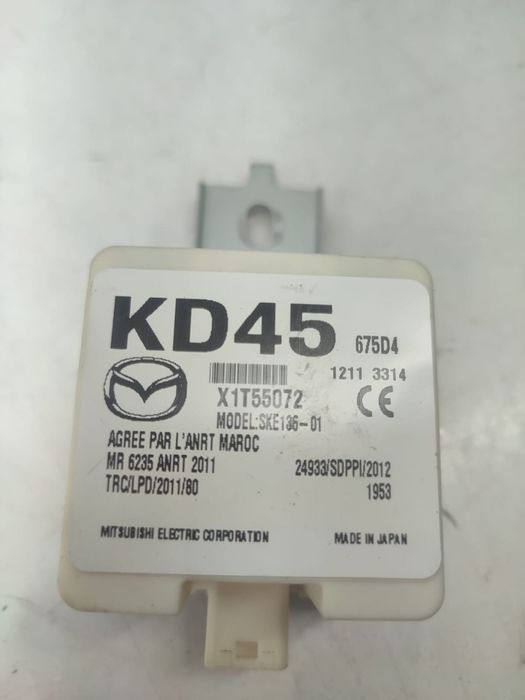 KD45 675D4
1211 3314
X1T55072 CE
MODEL:SKE136-01
AGREE PAR L'ANRT MAROC
MR 6235 ANRT 2011 24933/SDPPI/2012
TRC/LPD/2011/80 1953
MITSUBISHI ELECTRIC CORPORATION MADE IN JAPAN